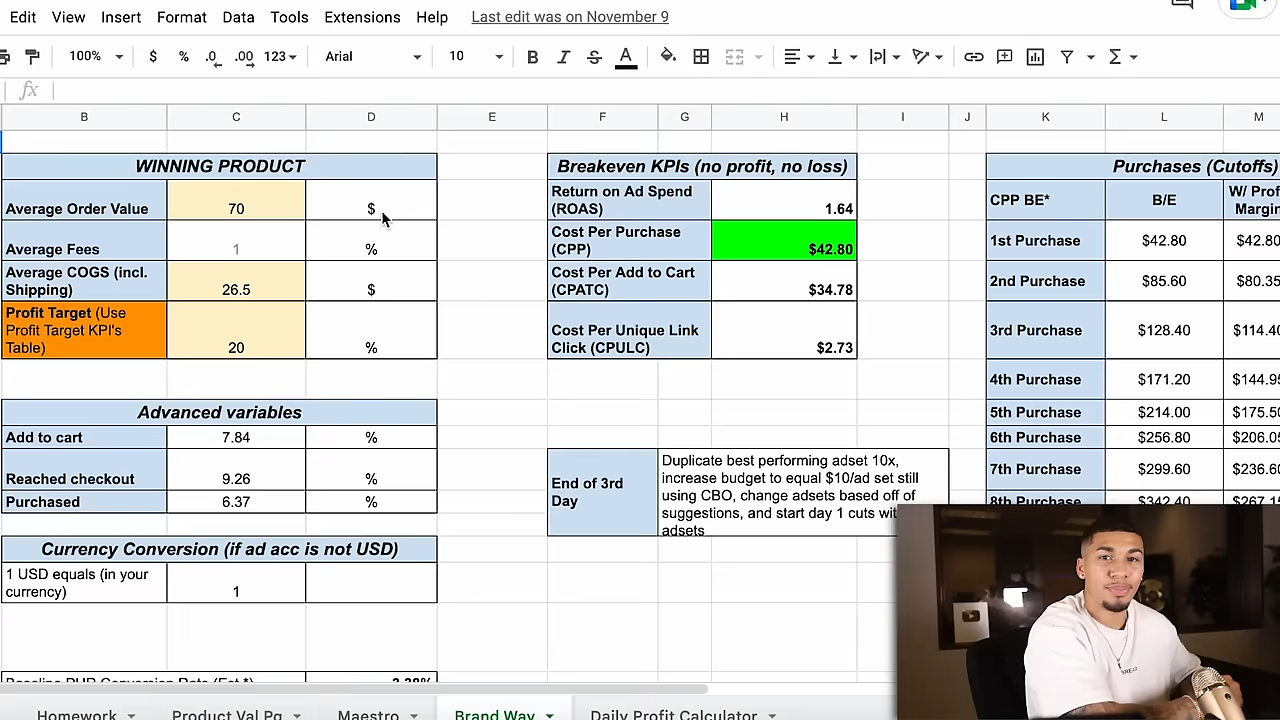 Edit View Insert Format Data Tools Extensions Help Last edit was on November 9
100% $ % .0 .00 123 Arial 10 B I S A
fx
B C D E F G H I J K L M
WINNING PRODUCT
Average Order Value 70 $
Average Fees 1 %
Average COGS (incl.
Shipping) 26.5 $
Profit Target (Use
Profit Target KPI's
Table) 20 %
Advanced variables
Add to cart 7.84 %
Reached checkout 9.26 %
Purchased 6.37 %
Currency Conversion (if ad acc is not USD)
1 USD equals (in your
currency) 1
Breakeven KPIs (no profit, no loss)
Return on Ad Spend
(ROAS) 1.64
Cost Per Purchase
(CPP) $42.80
Cost Per Add to Cart
(CPATC) $34.78
Cost Per Unique Link
Click (CPULC) $2.73
End of 3rd
Day
Duplicate best performing adset 10x,
increase budget to equal $10/ad set still
using CBO, change adsets based off of
suggestions, and start day 1 cuts
adsets
Purchases (Cutoffs)
CPP BE* B/E W/
Margin
1st Purchase $42.80 $42.80
2nd Purchase $85.60 $80.35
3rd Purchase $128.40 $114.4
4th Purchase $171.20 $144.95
5th Purchase $214.00 $175.50
6th Purchase $256.80 $206.0
7th Purchase $299.60 $236.6
8th Purchase $342.40 $267.1
Homework Product Val Pg Maestro Brand Way Daily Profit Calculator